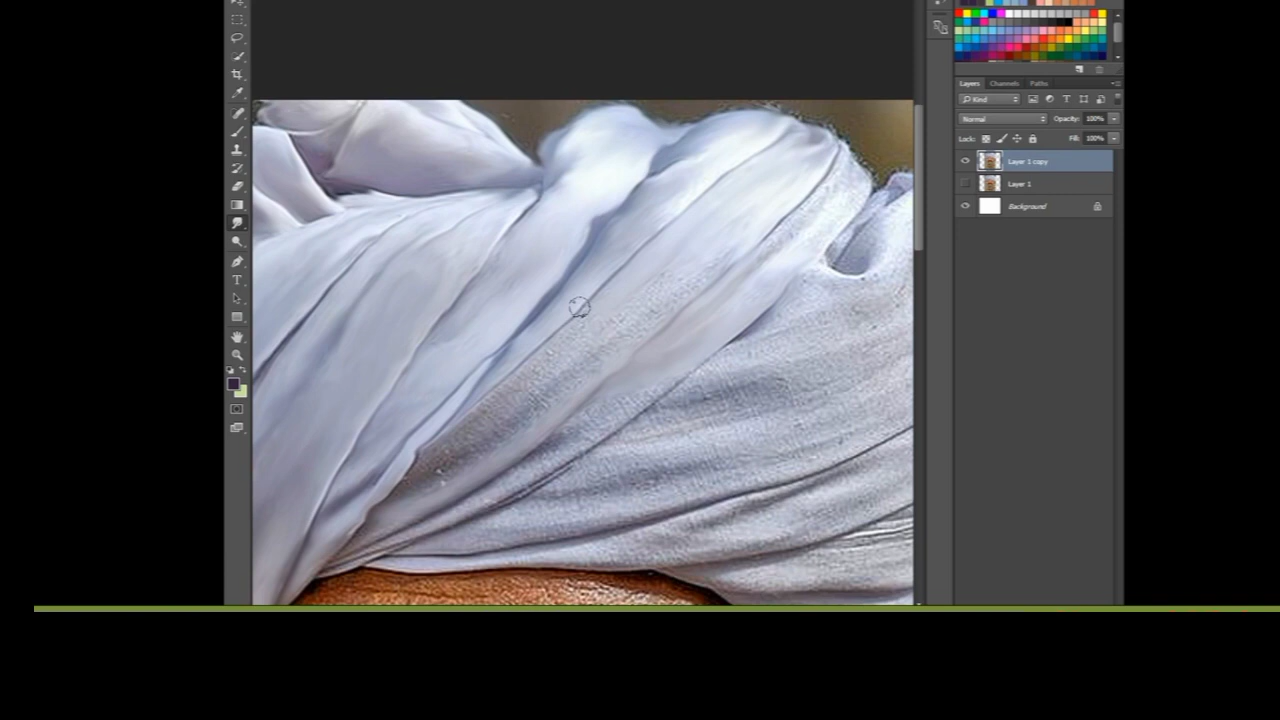 Layers Channels Paths
Kind
Normal Opacity: 100%
Lock: Fill: 100%
Layer 1 copy
Layer 1
Background
T